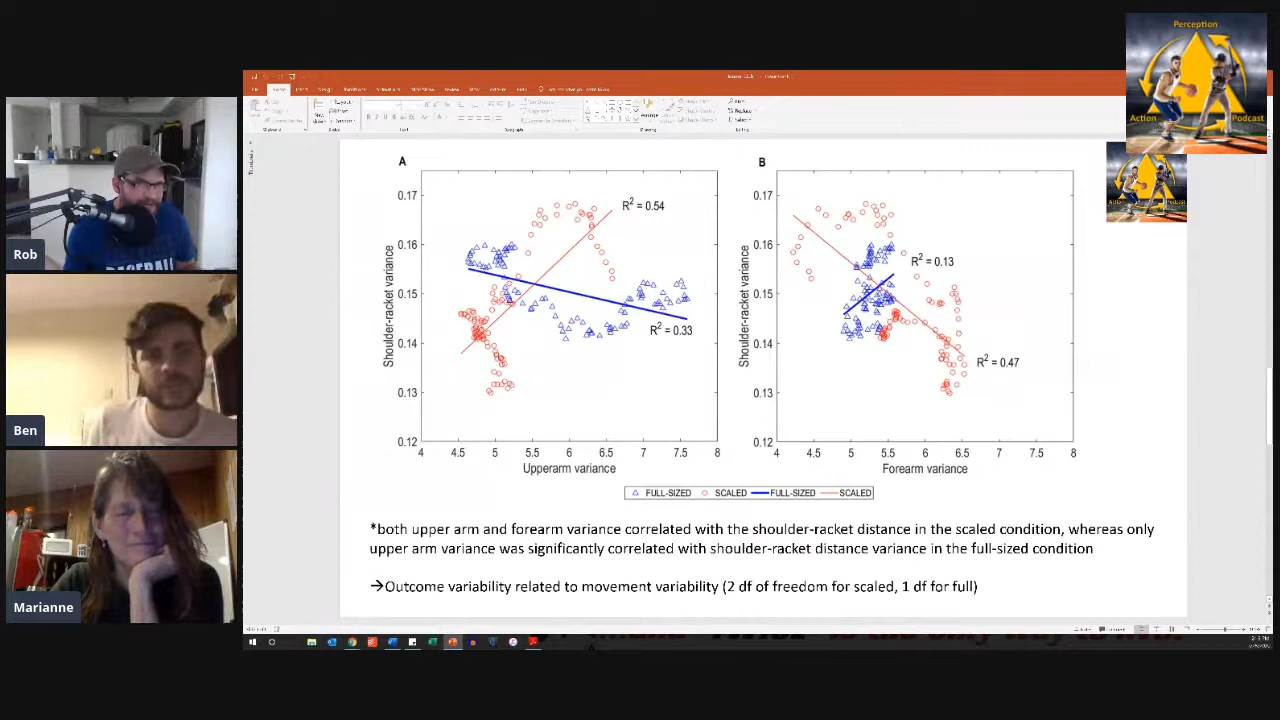 Perception
Action
Podcast
Rob
Ben
Marianne
A
0.17
0.16
0.15
0.14
0.13
0.12
Shoulder-racket variance
R2 = 0.54
R2 = 0.33
4 4.5 5 5.5 6 6.5 7 7.5 8
Upperarm variance
B
0.17
0.16
0.15
0.14
0.13
0.12
Shoulder-racket variance
R2 = 0.13
R2 = 0.47
4 4.5 5 5.5 6 6.5 7 7.5 8
Forearm variance
FULL-SIZED SCALED FULL-SIZED SCALED
*both upper arm and forearm variance correlated with the shoulder-racket distance in the scaled condition, whereas only
upper arm variance was significantly correlated with shoulder-racket distance variance in the full-sized condition
→Outcome variability related to movement variability (2 df of freedom for scaled, 1 df for full)